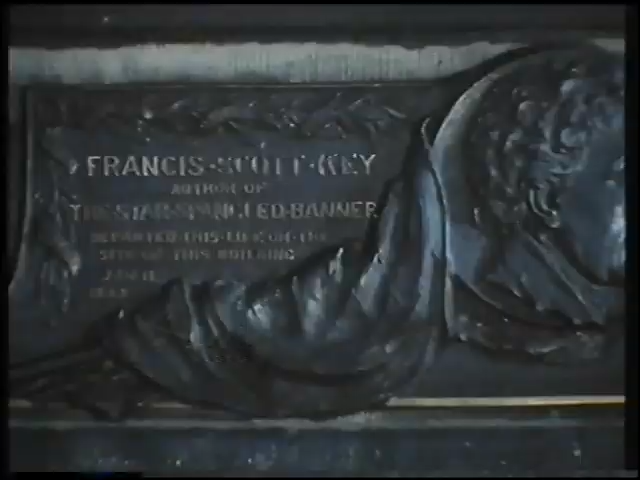 FRANCIS·SCOTT·KEY
AUTHOR OF
THE·STAR·SPANGLED·BANNER
DEPARTED·THIS·LIFE·ON·THE
SITE·OF·THIS·BUILDING